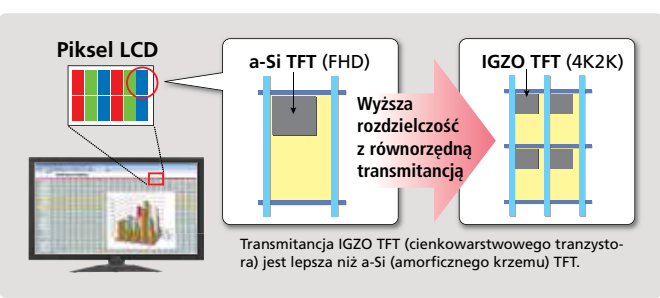 Piksel LCD
a-Si TFT (FHD)
Wyższa
rozdzielczość
z równorzędną
transmitancją
IGZO TFT (4K2K)
Transmitancja IGZO TFT (cienkowarstwowego tranzysto-
ra) jest lepsza niż a-Si (amorficznego krzemu) TFT.